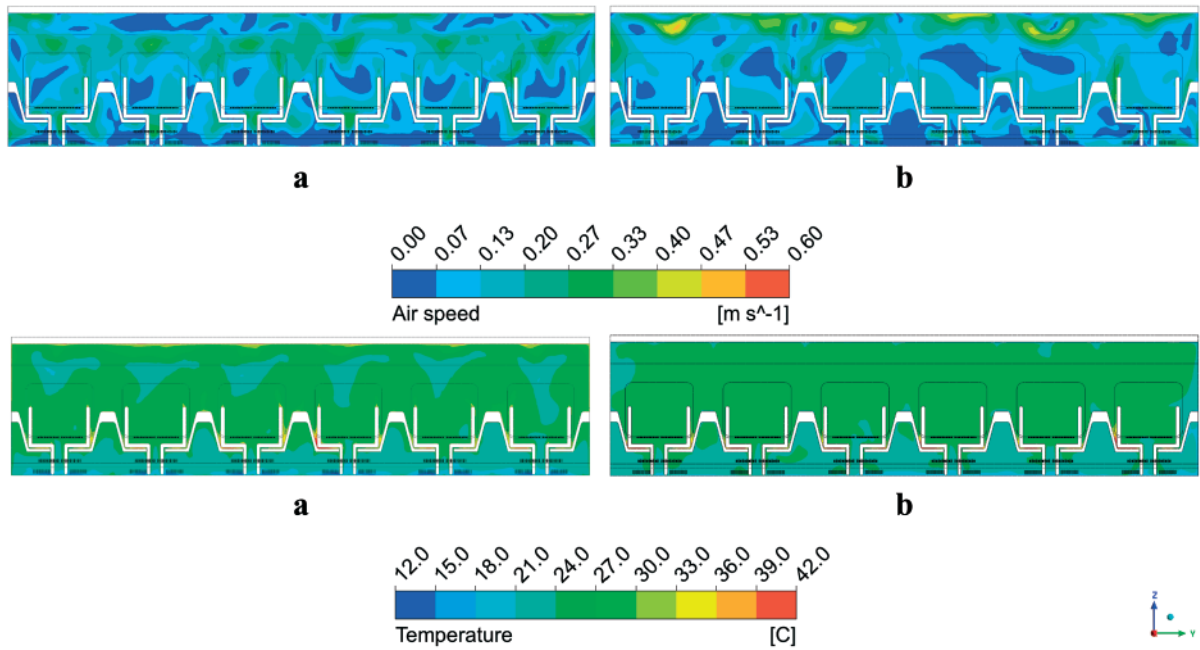 a b
0.00 0.07 0.13 0.20 0.27 0.33 0.40 0.47 0.53 0.60
Air speed [m s^-1]
a b
12.0 15.0 18.0 21.0 24.0 27.0 30.0 33.0 36.0 39.0 42.0
Temperature [C]
Z
Y